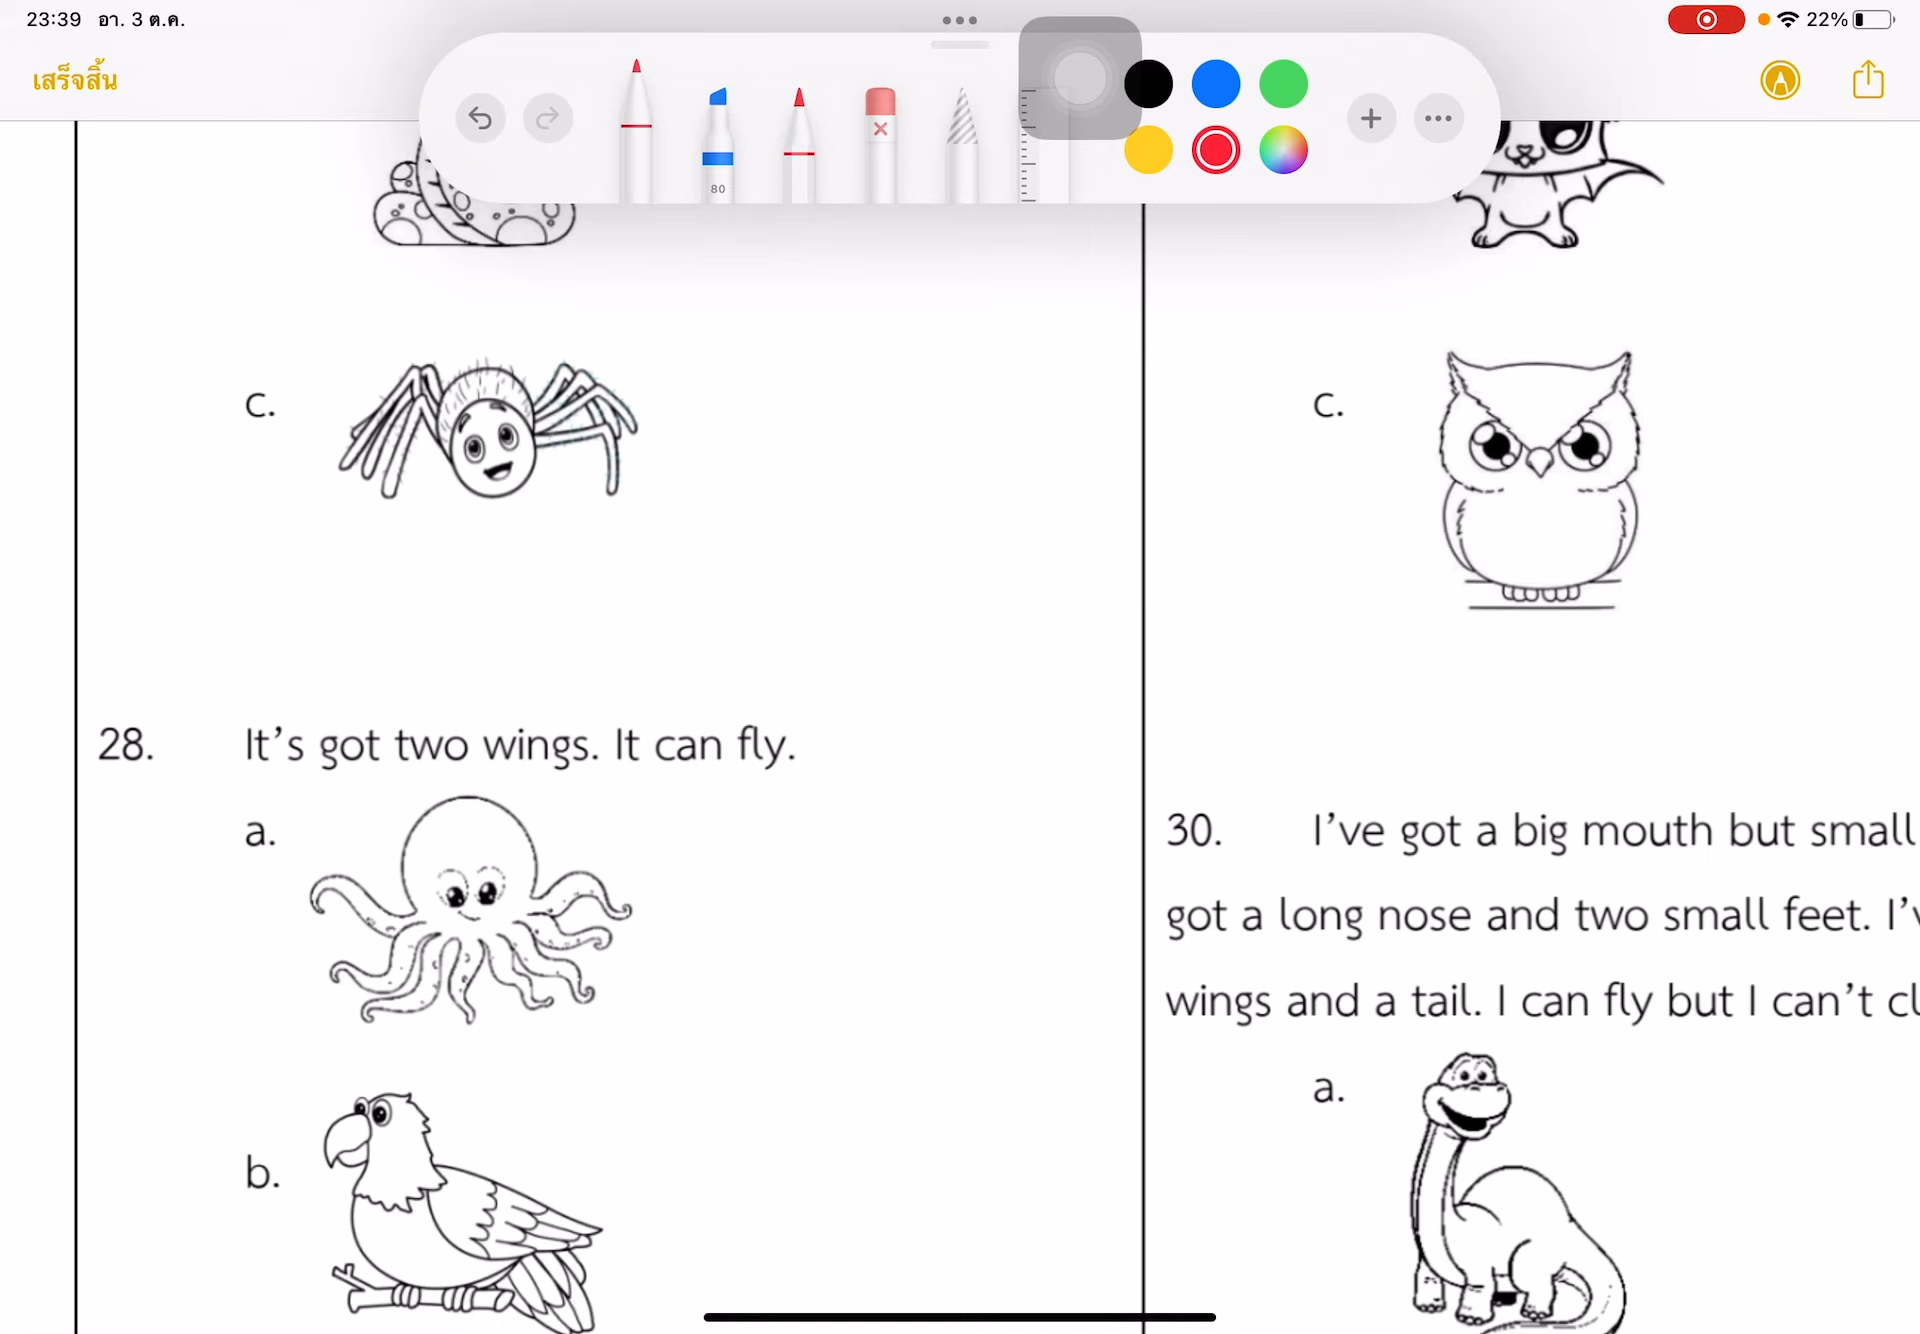 23:39 อา. 3 ต.ค.
22%
เสร็จสิ้น
80
c.
c.
28. It's got two wings. It can fly.
a.
b.
30. I've got a big mouth but small
got a long nose and two small feet. I'v
wings and a tail. I can fly but I can't cl
a.